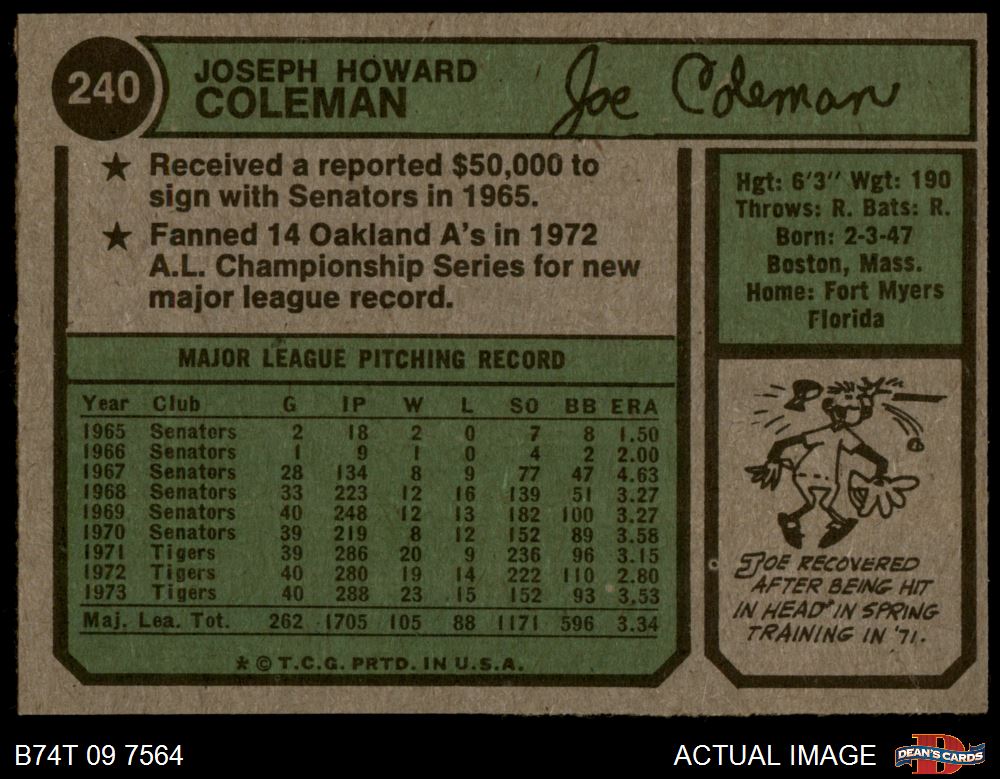 240
JOSEPH HOWARD
COLEMAN
Joe Coleman
★ Received a reported $50,000 to
sign with Senators in 1965.
★ Fanned 14 Oakland A's in 1972
A.L. Championship Series for new
major league record.
Hgt: 6'3" Wgt: 190
Throws: R. Bats: R.
Born: 2-3-47
Boston, Mass.
Home: Fort Myers
Florida
MAJOR LEAGUE PITCHING RECORD
Year Club G IP W L SO BB ERA
1965 Senators 2 18 2 0 7 8 1.50
1966 Senators 1 9 1 0 4 2 2.00
1967 Senators 28 134 8 9 77 47 4.63
1968 Senators 33 223 12 16 139 51 3.27
1969 Senators 40 248 12 13 182 100 3.27
1970 Senators 39 219 8 12 152 89 3.58
1971 Tigers 39 286 20 9 236 96 3.15
1972 Tigers 40 280 19 14 222 110 2.80
1973 Tigers 40 288 23 15 152 93 3.53
Maj. Lea. Tot. 262 1705 105 88 1171 596 3.34
* © T.C.G. PRTD. IN U.S.A.
JOE RECOVERED
AFTER BEING HIT
IN HEAD IN SPRING
TRAINING IN '71.
B74T 09 7564
ACTUAL IMAGE
DEAN'S CARDS